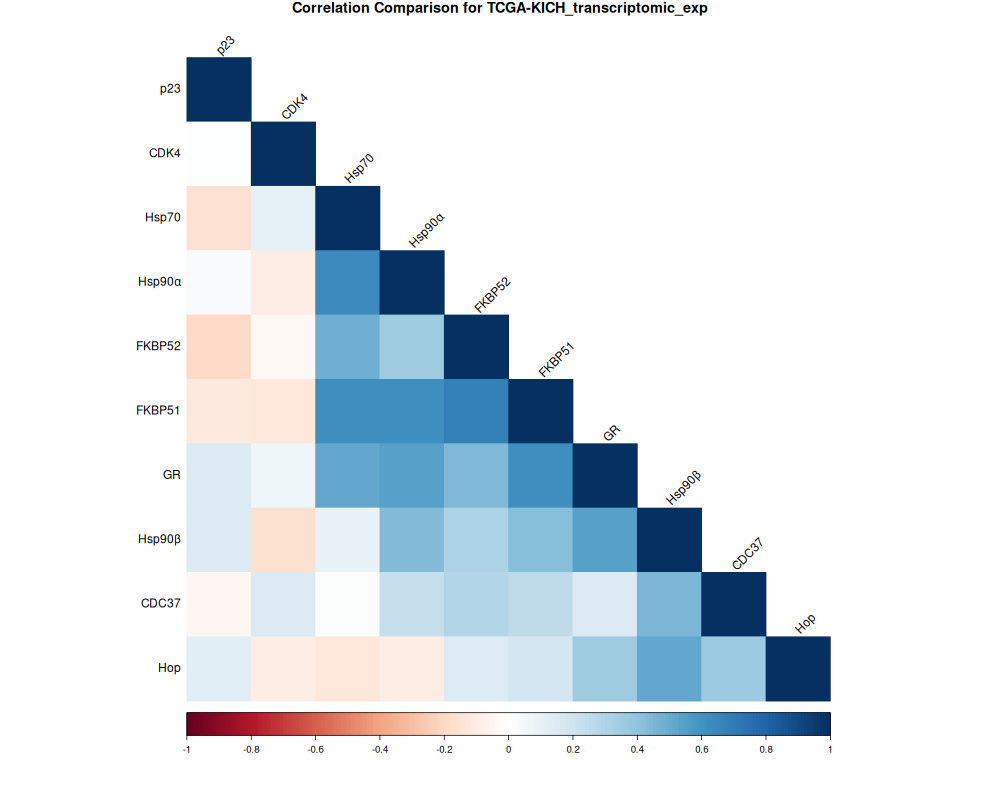 Correlation Comparison for TCGA-KICH_transcriptomic_exp
p23
p23
CDK4
CDK4
Hsp70
Hsp70
Hsp90α
Hsp90α
FKBP52
FKBP52
FKBP51
FKBP51
GR
GR
Hsp90β
Hsp90β
CDC37
CDC37
Hop
Hop
-1 -0.8 -0.6 -0.4 -0.2 0 0.2 0.4 0.6 0.8 1